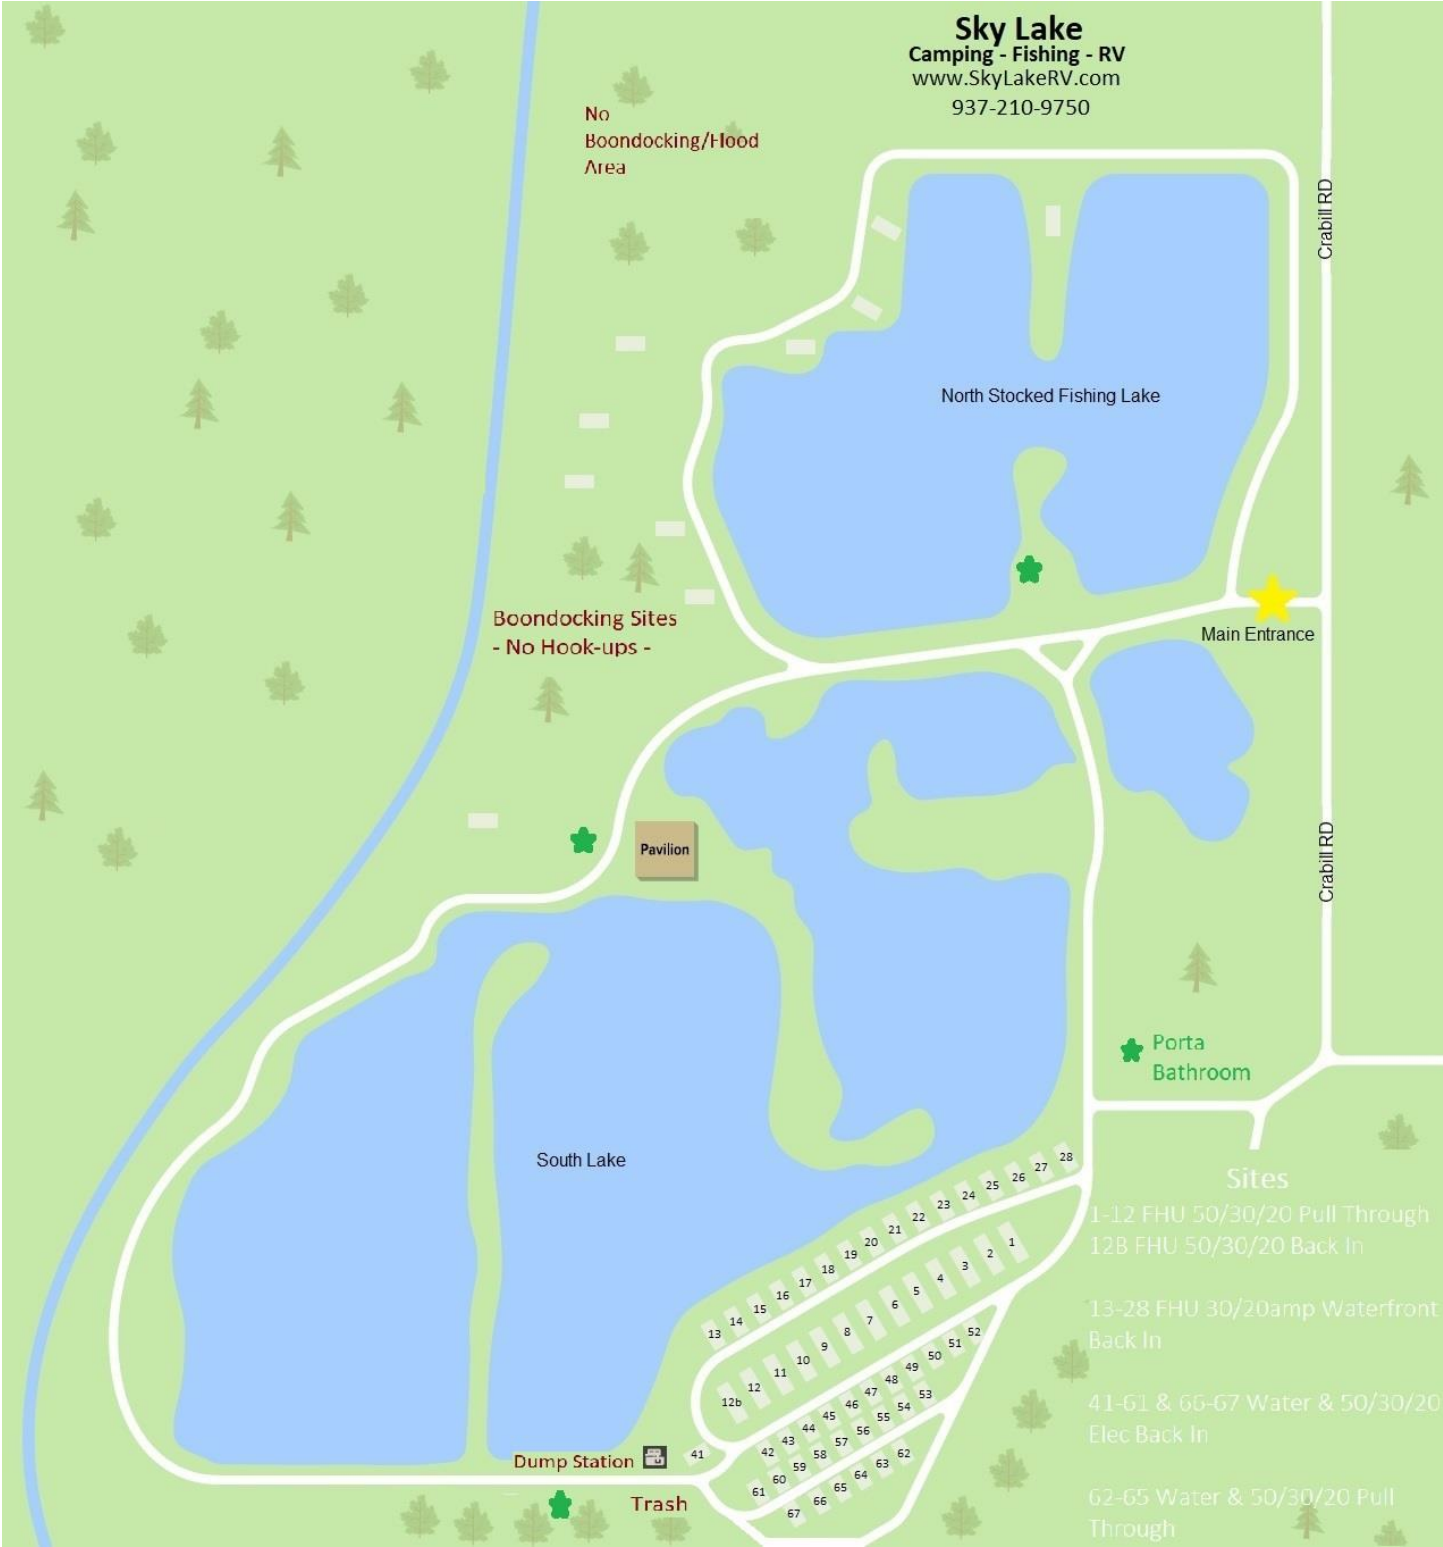 Sky Lake
Camping - Fishing - RV
www.SkyLakeRV.com
937-210-9750
No
Boondocking/Flood
Area
Crabill RD
North Stocked Fishing Lake
Boondocking Sites
- No Hook-ups -
Main Entrance
Pavilion
Crabill RD
Porta
Bathroom
South Lake
Sites
1-12 FHU 50/30/20 Pull Through
12B FHU 50/30/20 Back In
13-28 FHU 30/20amp Waterfront
Back In
41-61 & 66-67 Water & 50/30/20
Elec Back In
62-65 Water & 50/30/20 Pull
Through
28
27
26
25
24
23
22
21
20
19
18
17
16
15
14
13
1
2
3
4
5
6
7
8
9
10
11
12
12b
52
51
50
49
48
47
46
45
44
43
42
41
53
54
55
56
57
58
59
60
61
62
63
64
65
66
67
Dump Station
Trash